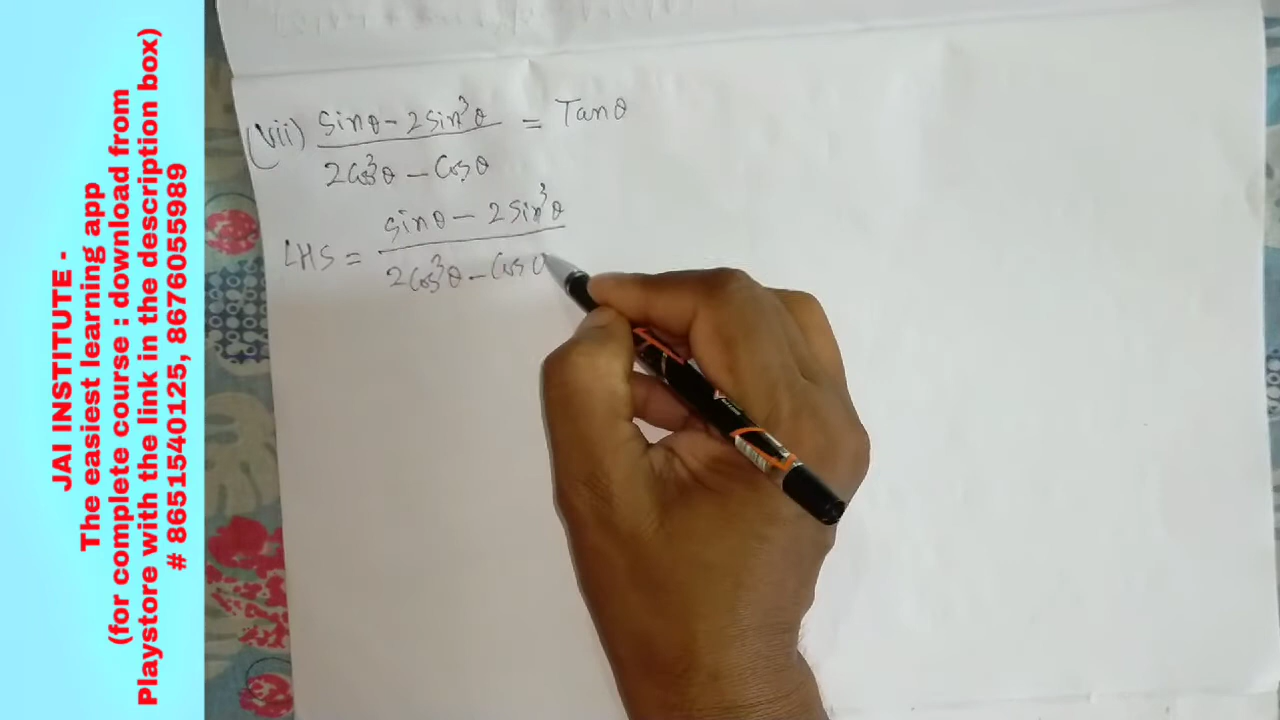 JAI INSTITUTE -
The easiest learning app
(for complete course : download from
Playstore with the link in the description box)
# 8651540125, 8676055989
(vii) sinθ - 2sin³θ / 2cos³θ - cosθ = Tanθ
LHS = sinθ - 2sin³θ / 2cos³θ - cosθ